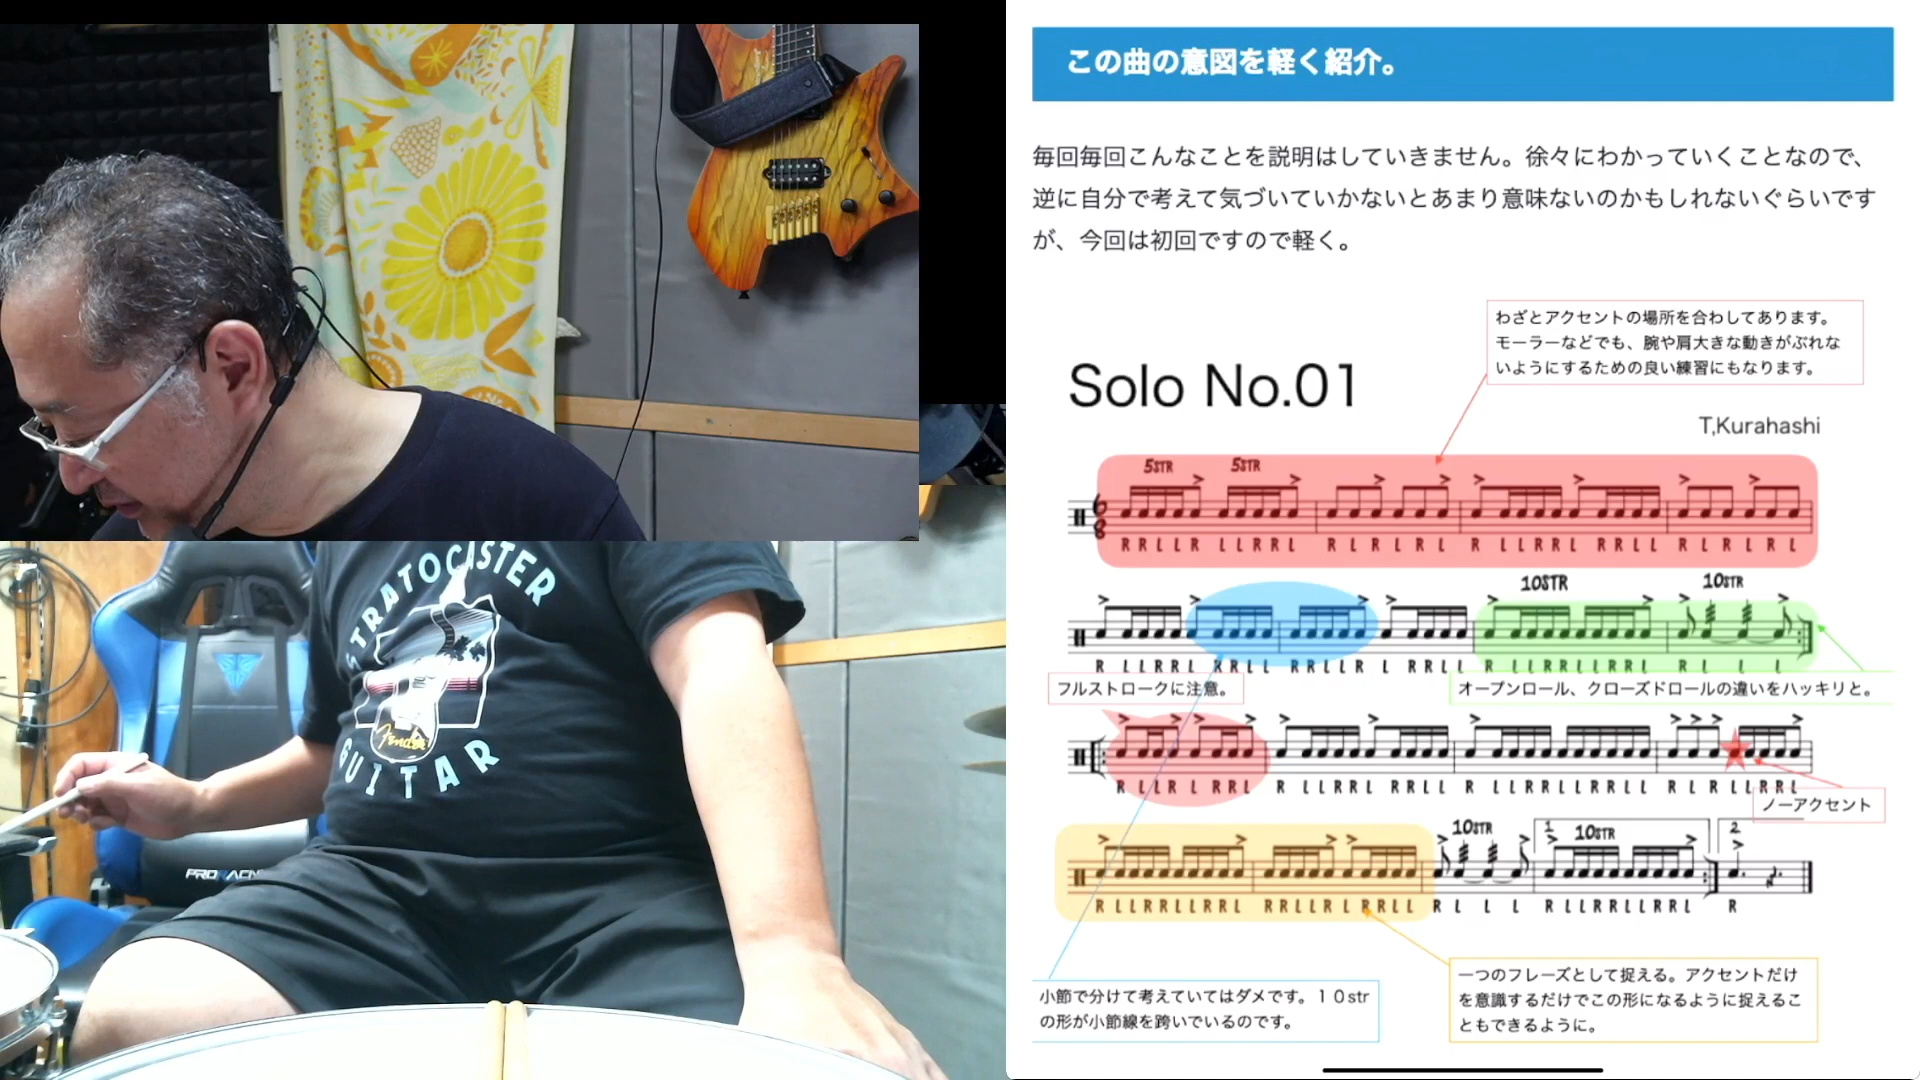 この曲の意図を軽く紹介。
毎回毎回こんなことを説明はしていきません。徐々にわかっていくことなので、
逆に自分で考えて気づいていかないとあまり意味ないのかもしれないぐらいです
が、今回は初回ですので軽く。
わざとアクセントの場所を合わしてあります。
モーラーなどでも、腕や肩大きな動きがぶれな
いようにするための良い練習にもなります。
Solo No.01
T,Kurahashi
5STR 5STR
6
8
R R L L R L L R R L R L R L R L R L L R R L R R L L R L R L R L
10STR 10STR
R L L R R L R R L L R R L L R L R R L L R L L R R L L R R L R L L L
フルストロークに注意。
オープンロール、クローズドロールの違いをハッキリと。
R L L R L R R L R L L R L R R L L R L L R R L R R L L R L R L L R R L
ノーアクセント
10STR 1 10STR 2
R L L R R L L R R L R R L L R L R R L L R L L L R L L R R L L R R L R
一つのフレーズとして捉える。アクセントだけ
を意識するだけでこの形になるように捉えるこ
ともできるように。
小節で分けて考えていてはダメです。１０str
の形が小節線を跨いでいるのです。
STRATOCASTER
Fender
GUITAR